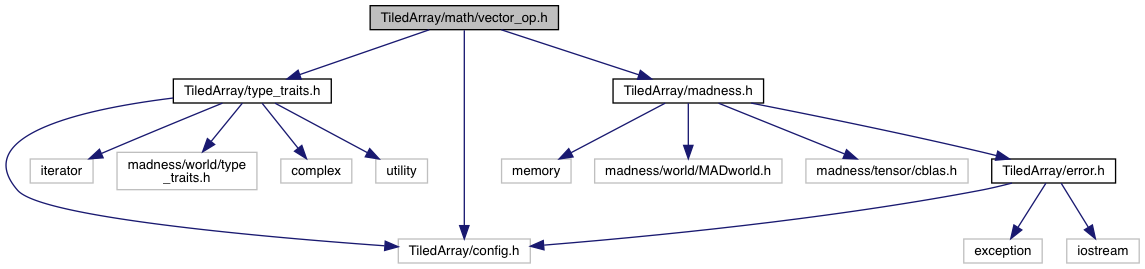 TiledArray/math/vector_op.h
TiledArray/type_traits.h
TiledArray/madness.h
iterator
madness/world/type
_traits.h
complex
utility
memory
madness/world/MADworld.h
madness/tensor/cblas.h
TiledArray/error.h
TiledArray/config.h
exception
iostream